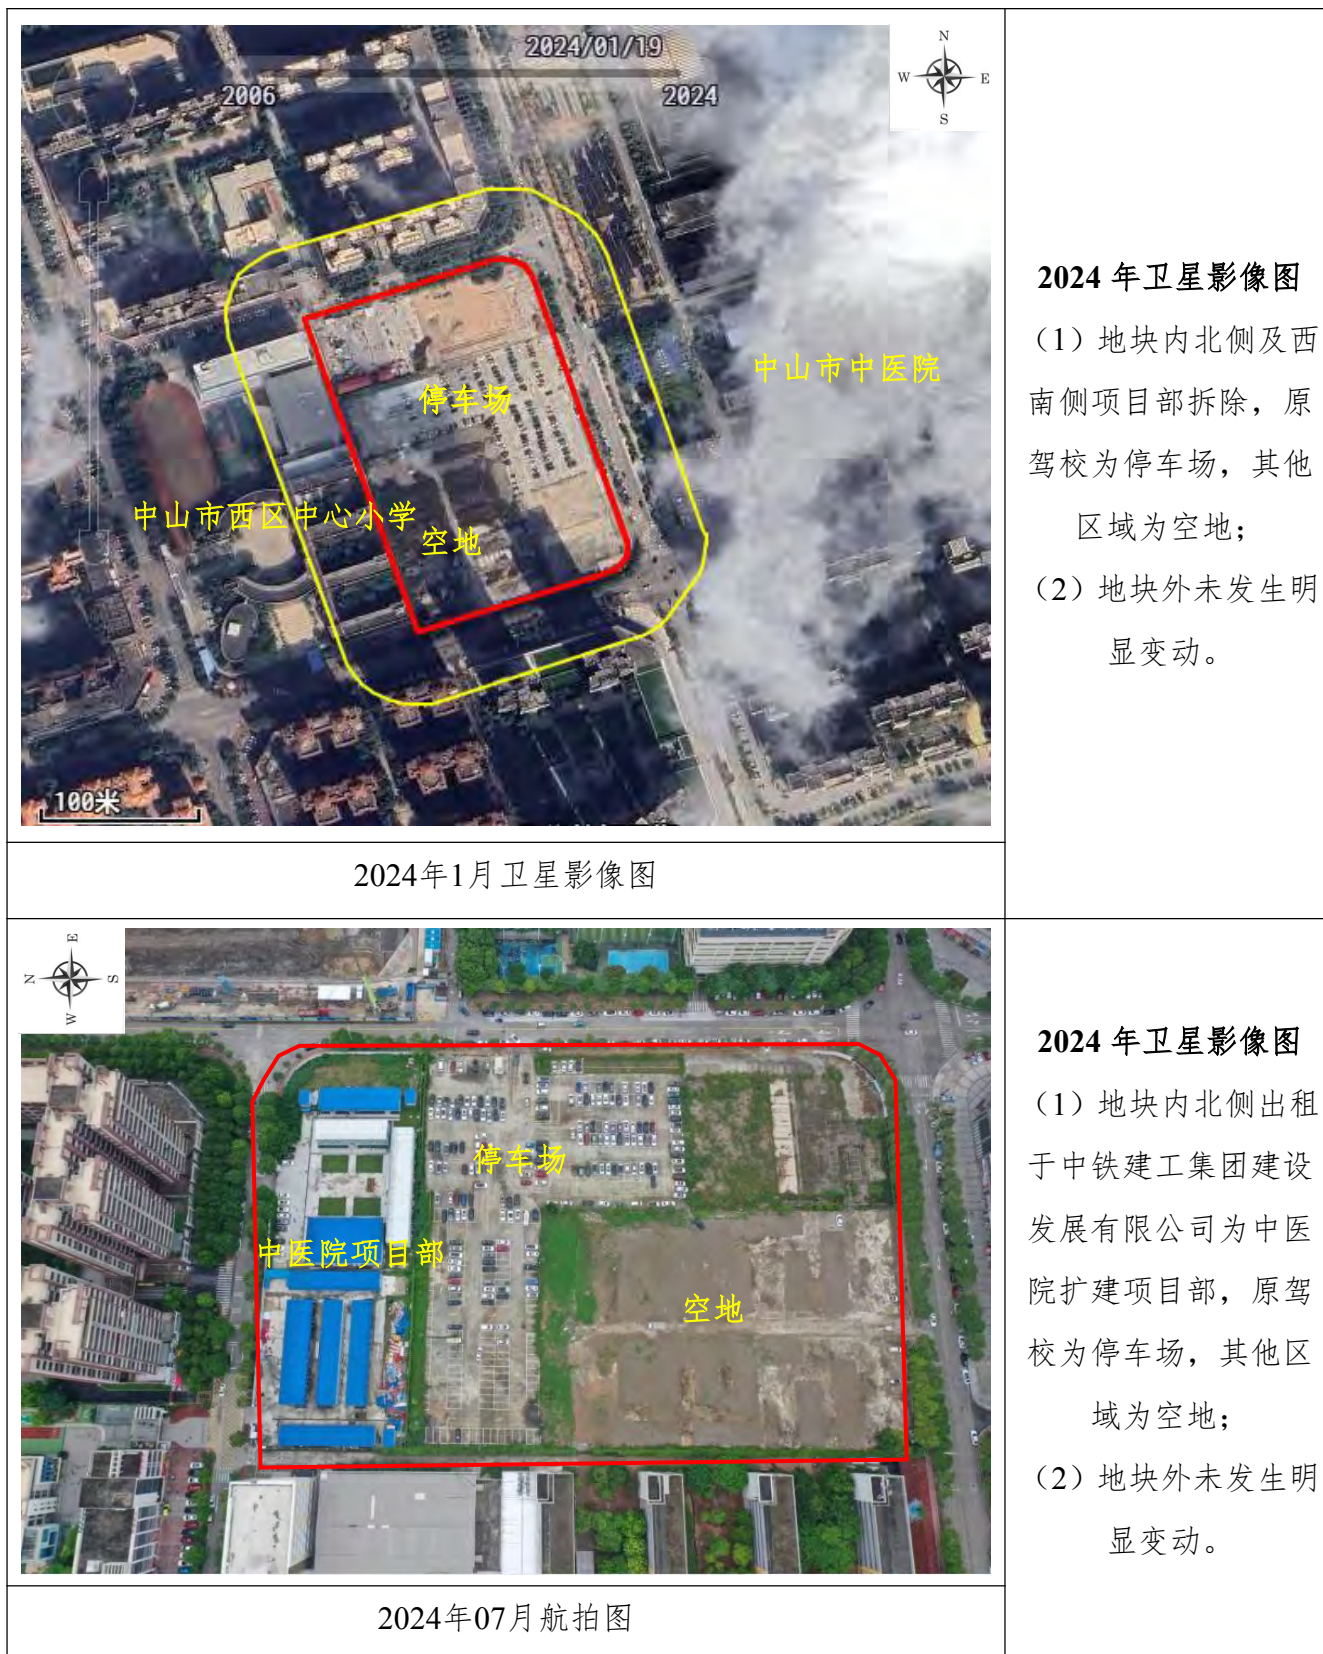 2024/01/19
2006
2024
N
W
E
S
停车场
中山市中医院
中山市西区中心小学
空地
100米
2024 年卫星影像图
（1）地块内北侧及西
南侧项目部拆除，原
驾校为停车场，其他
区域为空地；
（2）地块外未发生明
显变动。
2024年1月卫星影像图
E
N
S
W
停车场
中医院项目部
空地
2024 年卫星影像图
（1）地块内北侧出租
于中铁建工集团建设
发展有限公司为中医
院扩建项目部，原驾
校为停车场，其他区
域为空地；
（2）地块外未发生明
显变动。
2024年07月航拍图